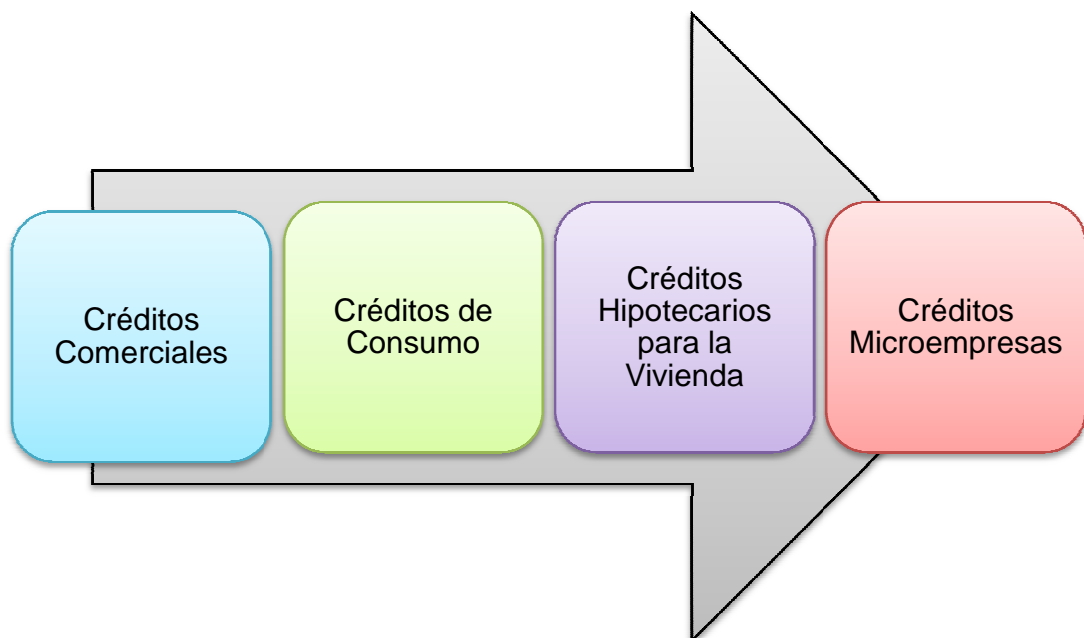 Créditos
Comerciales
Créditos de
Consumo
Créditos
Hipotecarios
para la
Vivienda
Créditos
Microempresas